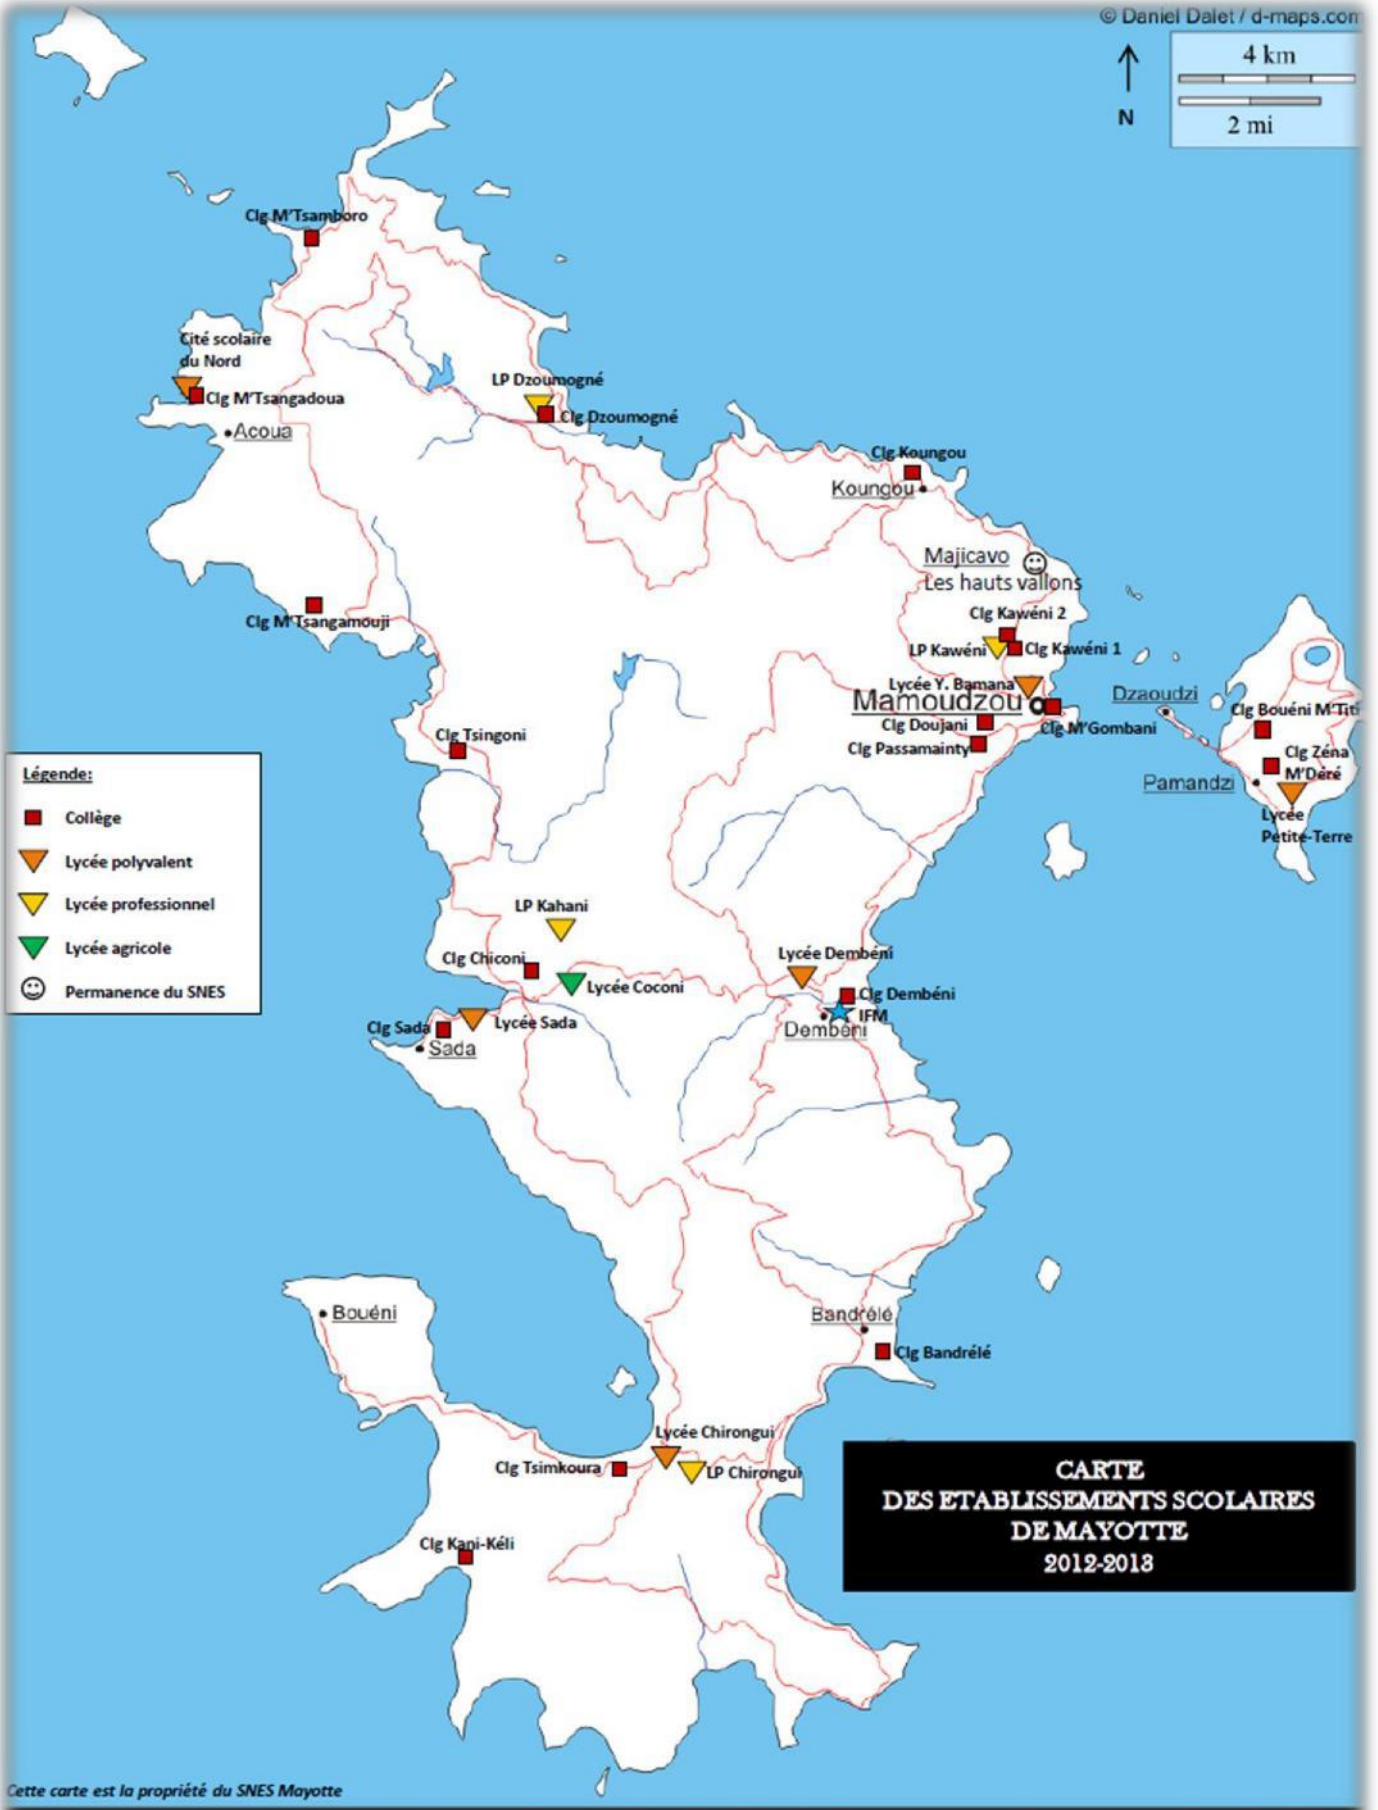 © Daniel Dalet / d-maps.com
4 km
N
2 mi
Clg M'Tsamboro
Cité scolaire
du Nord
Clg M'Tsangadoua
Acoua
LP Dzoumogné
Clg Dzoumogné
Clg Koungou
Koungou
Majicavo
Les hauts vallons
Clg Kawéni 2
LP Kawéni
Clg Kawéni 1
Clg M'Tsangamouji
Lycée Y. Bamana
Mamoudzou
Clg Doujani
Clg M'Gombani
Clg Passamainty
Dzaoudzi
Clg Bouéni M'Titi
Clg Zéna
M'Déré
Pamandzi
Lycée
Petite-Terre
Clg Tsingoni
Légende:
Collège
Lycée polyvalent
Lycée professionnel
Lycée agricole
Permanence du SNES
LP Kahani
Clg Chiconi
Lycée Coconi
Lycée Dembéni
Clg Dembéni
IFM
Dembéni
Clg Sada
Lycée Sada
Sada
Bouéni
Bandrélé
Clg Bandrélé
Lycée Chirongui
Clg Tsimkoura
LP Chirongui
Clg Kani-Kéli
CARTE
DES ETABLISSEMENTS SCOLAIRES
DE MAYOTTE
2012-2013
Cette carte est la propriété du SNES Mayotte